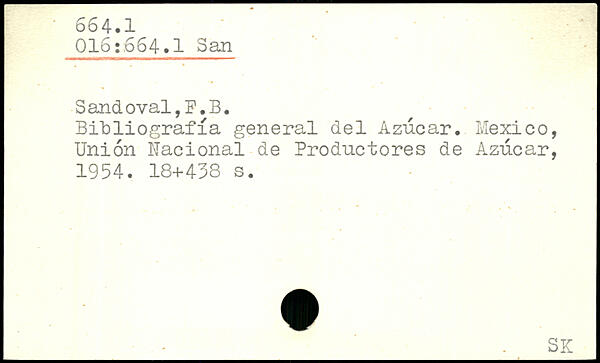 664.1
016:664.1 San
Sandoval,F.B.
Bibliografía general del Azúcar. Mexico,
Unión Nacional de Productores de Azúcar,
1954. 18+438 s.
SK